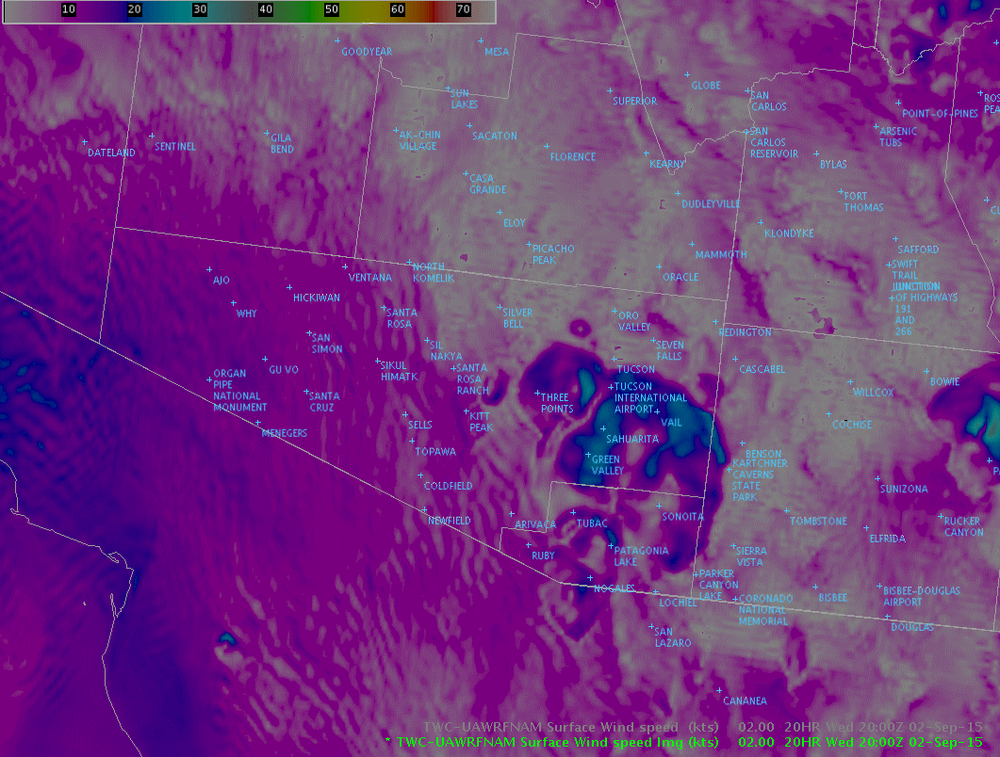 10 20 30 40 50 60 70
GOODYEAR
MESA
GLOBE
SUN
LAKES
SUPERIOR
SAN
CARLOS
POINT-OF-PINES
DATELAND
SENTINEL
GILA
BEND
AK-CHIN
VILLAGE
SACATON
FLORENCE
KEARNY
SAN
CARLOS
RESERVOIR
ARSENIC
TUBS
BYLAS
CASA
GRANDE
DUDLEYVILLE
FORT
THOMAS
ELOY
KLONDYKE
PICACHO
PEAK
MAMMOTH
SAFFORD
AJO
VENTANA
NORTH
KOMELIK
ORACLE
SWIFT
TRAIL
JUNCTION
OF HIGHWAYS
191
AND
266
HICKIWAN
WHY
SANTA
ROSA
SILVER
BELL
ORO
VALLEY
REDINGTON
SAN
SIMON
SIL
NAKYA
SEVEN
FALLS
GU VO
SIKUL
HIMATK
SANTA
ROSA
RANCH
TUCSON
CASCABEL
BOWIE
ORGAN
PIPE
NATIONAL
MONUMENT
SANTA
CRUZ
THREE
POINTS
TUCSON
INTERNATIONAL
AIRPORT
WILLCOX
MENEGERS
SELLS
KITT
PEAK
VAIL
COCHISE
TOPAWA
SAHUARITA
GREEN
VALLEY
BENSON
KARTCHNER
CAVERNS
STATE
PARK
COLDFIELD
SUNIZONA
NEWFIELD
ARIVACA
TUBAC
SONOITA
TOMBSTONE
RUCKER
CANYON
RUBY
PATAGONIA
LAKE
SIERRA
VISTA
ELFRIDA
NOGALES
LOCHIEL
PARKER
CANYON
LAKE
CORONADO
NATIONAL
MEMORIAL
BISBEE
BISBEE-DOUGLAS
AIRPORT
DOUGLAS
SAN
LAZARO
CANANEA
TWC-UAWRFNAM Surface Wind speed (kts) 02.00 20HR Wed 20:00Z 02-Sep-15
* TWC-UAWRFNAM Surface Wind speed Img (kts) 02.00 20HR Wed 20:00Z 02-Sep-15